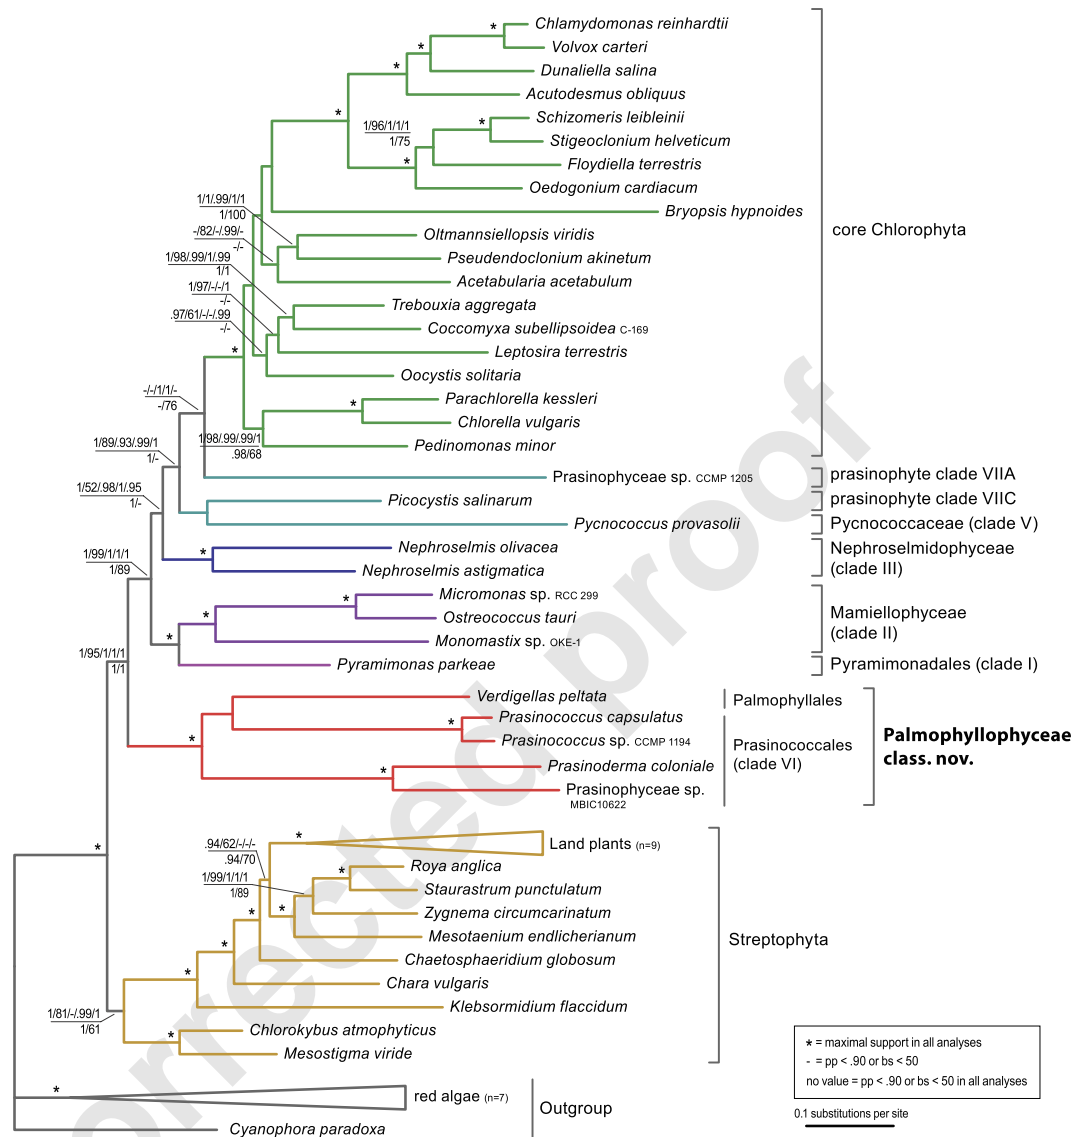 * Chlamydomonas reinhardtii
* Volvox carteri
* Dunaliella salina
Acutodesmus obliquus
1/96/1/1/1
1/75
* Schizomeris leibleinii
Stigeoclonium helveticum
* Floydiella terrestris
Oedogonium cardiacum
1/1/.99/1/1
1/100
Bryopsis hypnoides
-/82/-/.99/-
-/-
Oltmannsiellopsis viridis
Pseudendoclonium akinetum
1/98/.99/1/.99
1/1
Acetabularia acetabulum
1/97/-/-/1
-/-
Trebouxia aggregata
.97/61/-/-/.99
-/-
Coccomyxa subellipsoidea C-169
* Leptosira terrestris
Oocystis solitaria
-/-/1/1/-
-/76
* Parachlorella kessleri
Chlorella vulgaris
1/98/.99/.99/1
.98/68
Pedinomonas minor
core Chlorophyta
1/89/.93/.99/1
1/-
Prasinophyceae sp. CCMP 1205
prasinophyte clade VIIA
1/52/.98/1/.95
1/-
Picocystis salinarum
prasinophyte clade VIIC
Pycnococcus provasolii
Pycnococcaceae (clade V)
1/99/1/1/1
1/89
* Nephroselmis olivacea
Nephroselmis astigmatica
Nephroselmidophyceae
(clade III)
* Micromonas sp. RCC 299
* Ostreococcus tauri
* Monomastix sp. OKE-1
Mamiellophyceae
(clade II)
1/95/1/1/1
1/1
Pyramimonas parkeae
Pyramimonadales (clade I)
Verdigellas peltata
Palmophyllales
* Prasinococcus capsulatus
* Prasinococcus sp. CCMP 1194
* Prasinoderma coloniale
Prasinophyceae sp.
MBIC10622
Prasinococcales
(clade VI)
Palmophyllophyceae
class. nov.
.94/62/-/-/-
.94/70
* Land plants (n=9)
1/99/1/1/1
1/89
* Roya anglica
Staurastrum punctulatum
* * Zygnema circumcarinatum
* Mesotaenium endlicherianum
Chaetosphaeridium globosum
* Chara vulgaris
Klebsormidium flaccidum
1/81/-/.99/1
1/61
* Chlorokybus atmophyticus
Mesostigma viride
Streptophyta
* red algae (n=7)
Cyanophora paradoxa
Outgroup
* = maximal support in all analyses
- = pp < .90 or bs < 50
no value = pp < .90 or bs < 50 in all analyses
0.1 substitutions per site
orrected proof